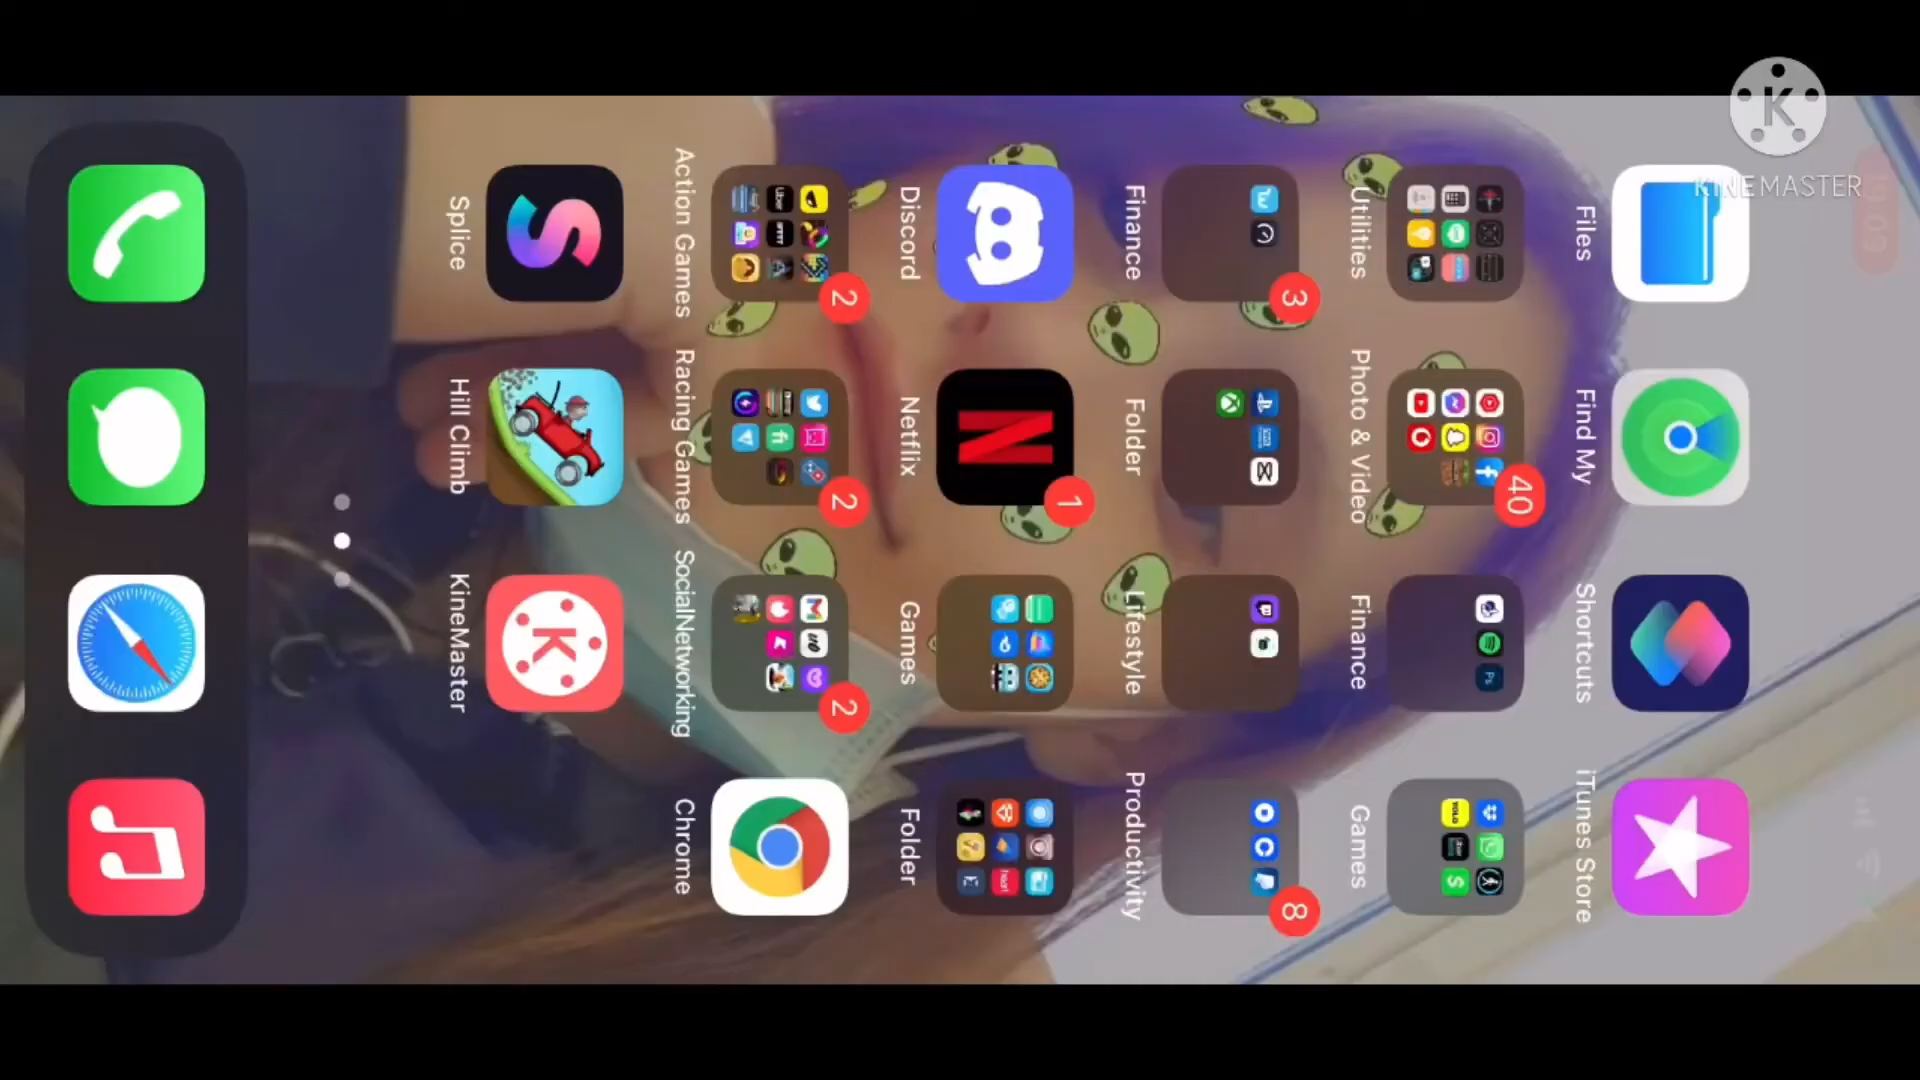 KINEMASTER
Files
Find My
Shortcuts
iTunes Store
Utilities
Photo & Video
40
Finance
Games
Finance
3
Folder
Lifestyle
Productivity
8
Discord
Netflix
1
Games
Folder
Action Games
2
Racing Games
2
SocialNetworking
2
Chrome
Splice
Hill Climb
KineMaster